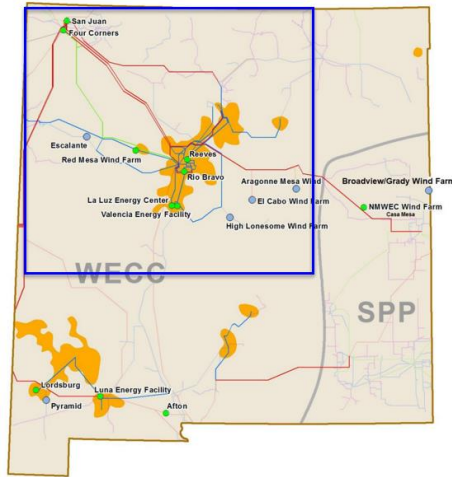 San Juan
Four Corners
Escalante
Red Mesa Wind Farm
Reeves
Rio Bravo
Aragonne Mesa Wind
Broadview/Grady Wind Farm
La Luz Energy Center
El Cabo Wind Farm
Valencia Energy Facility
NMWEC Wind Farm
Casa Mesa
High Lonesome Wind Farm
WECC
SPP
Lordsburg
Luna Energy Facility
Pyramid
Afton